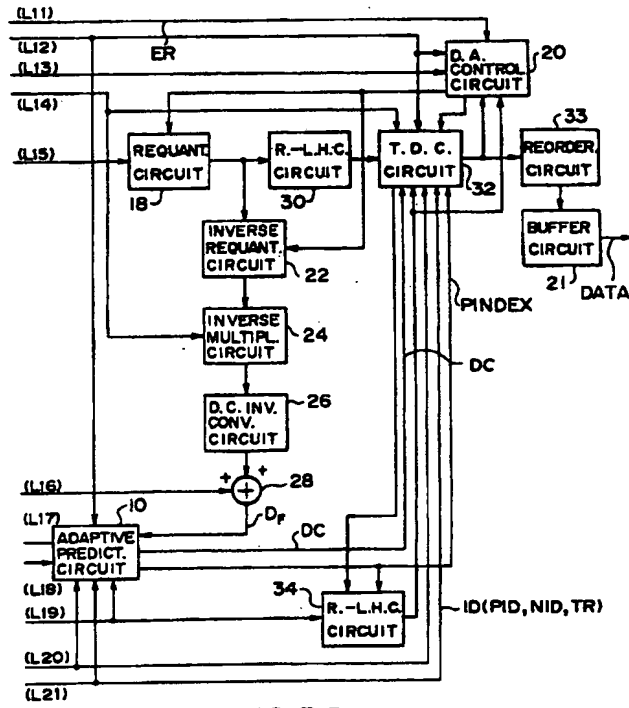 (L11)
ER
(L12)
(L13)
(L14)
(L15)
D.A.
CONTROL
CIRCUIT
20
REQUANT.
CIRCUIT
18
R.-L.H.C.
CIRCUIT
30
T. D. C.
CIRCUIT
32
33
REORDER.
CIRCUIT
BUFFER
CIRCUIT
21
DATA
INVERSE
REQUANT.
CIRCUIT
22
PINDEX
INVERSE
MULTIPL.
CIRCUIT
24
DC
D.C. INV.
CONV.
CIRCUIT
26
+
+
+
28
(L16)
(L17)
10
DF
ADAPTIVE
PREDICT.
CIRCUIT
DC
(L18)
(L19)
34
R.-L.H.C.
CIRCUIT
ID(PID,NID,TR)
(L20)
(L21)